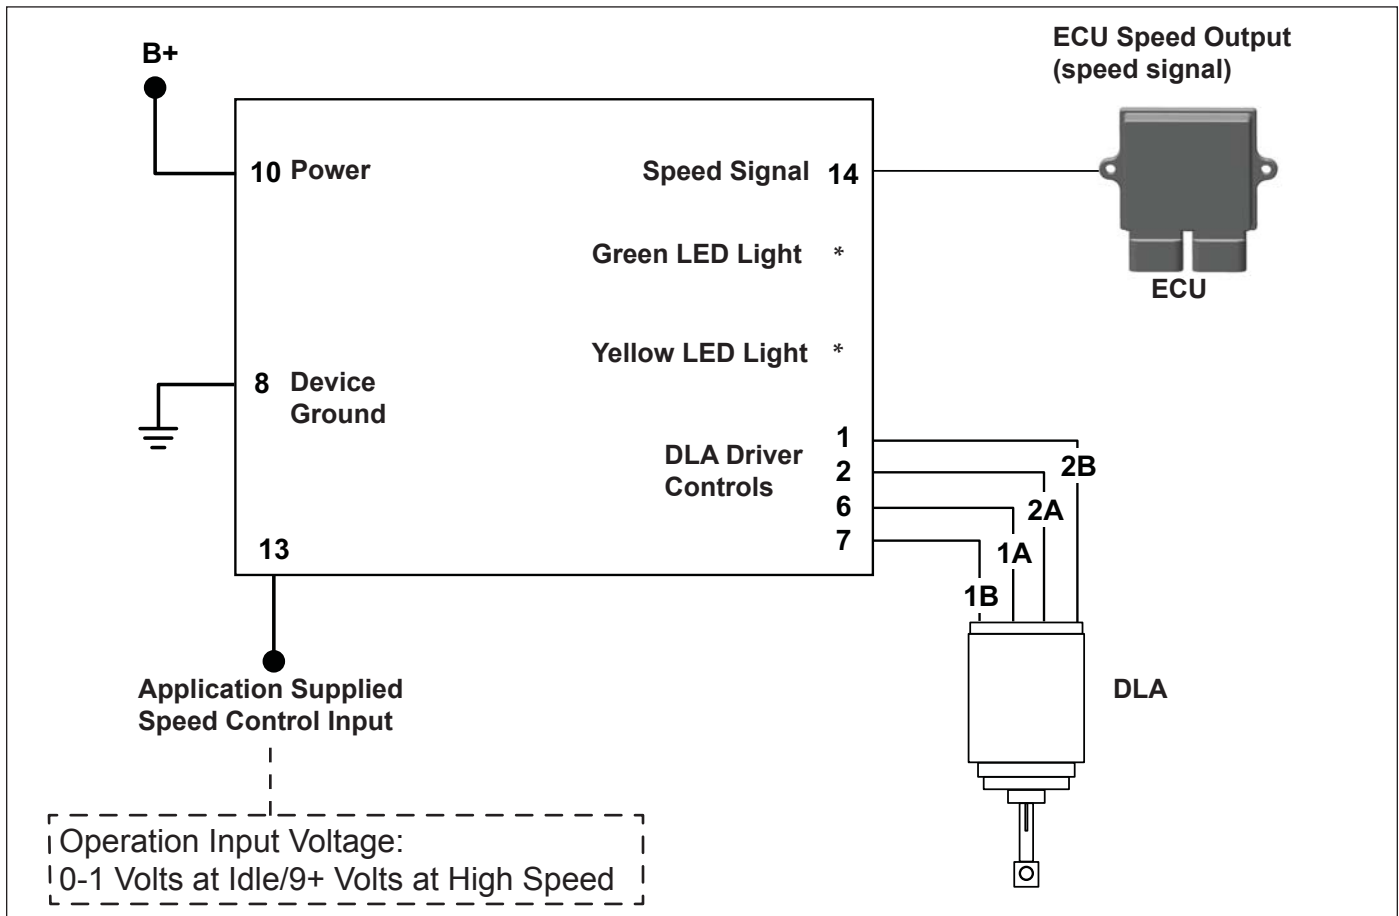 B+
ECU Speed Output
(speed signal)
10 Power
Speed Signal 14
Green LED Light *
ECU
Yellow LED Light *
8 Device
Ground
DLA Driver
Controls
1
2
6
7
2B
2A
1A
1B
13
Application Supplied
Speed Control Input
DLA
Operation Input Voltage:
0-1 Volts at Idle/9+ Volts at High Speed